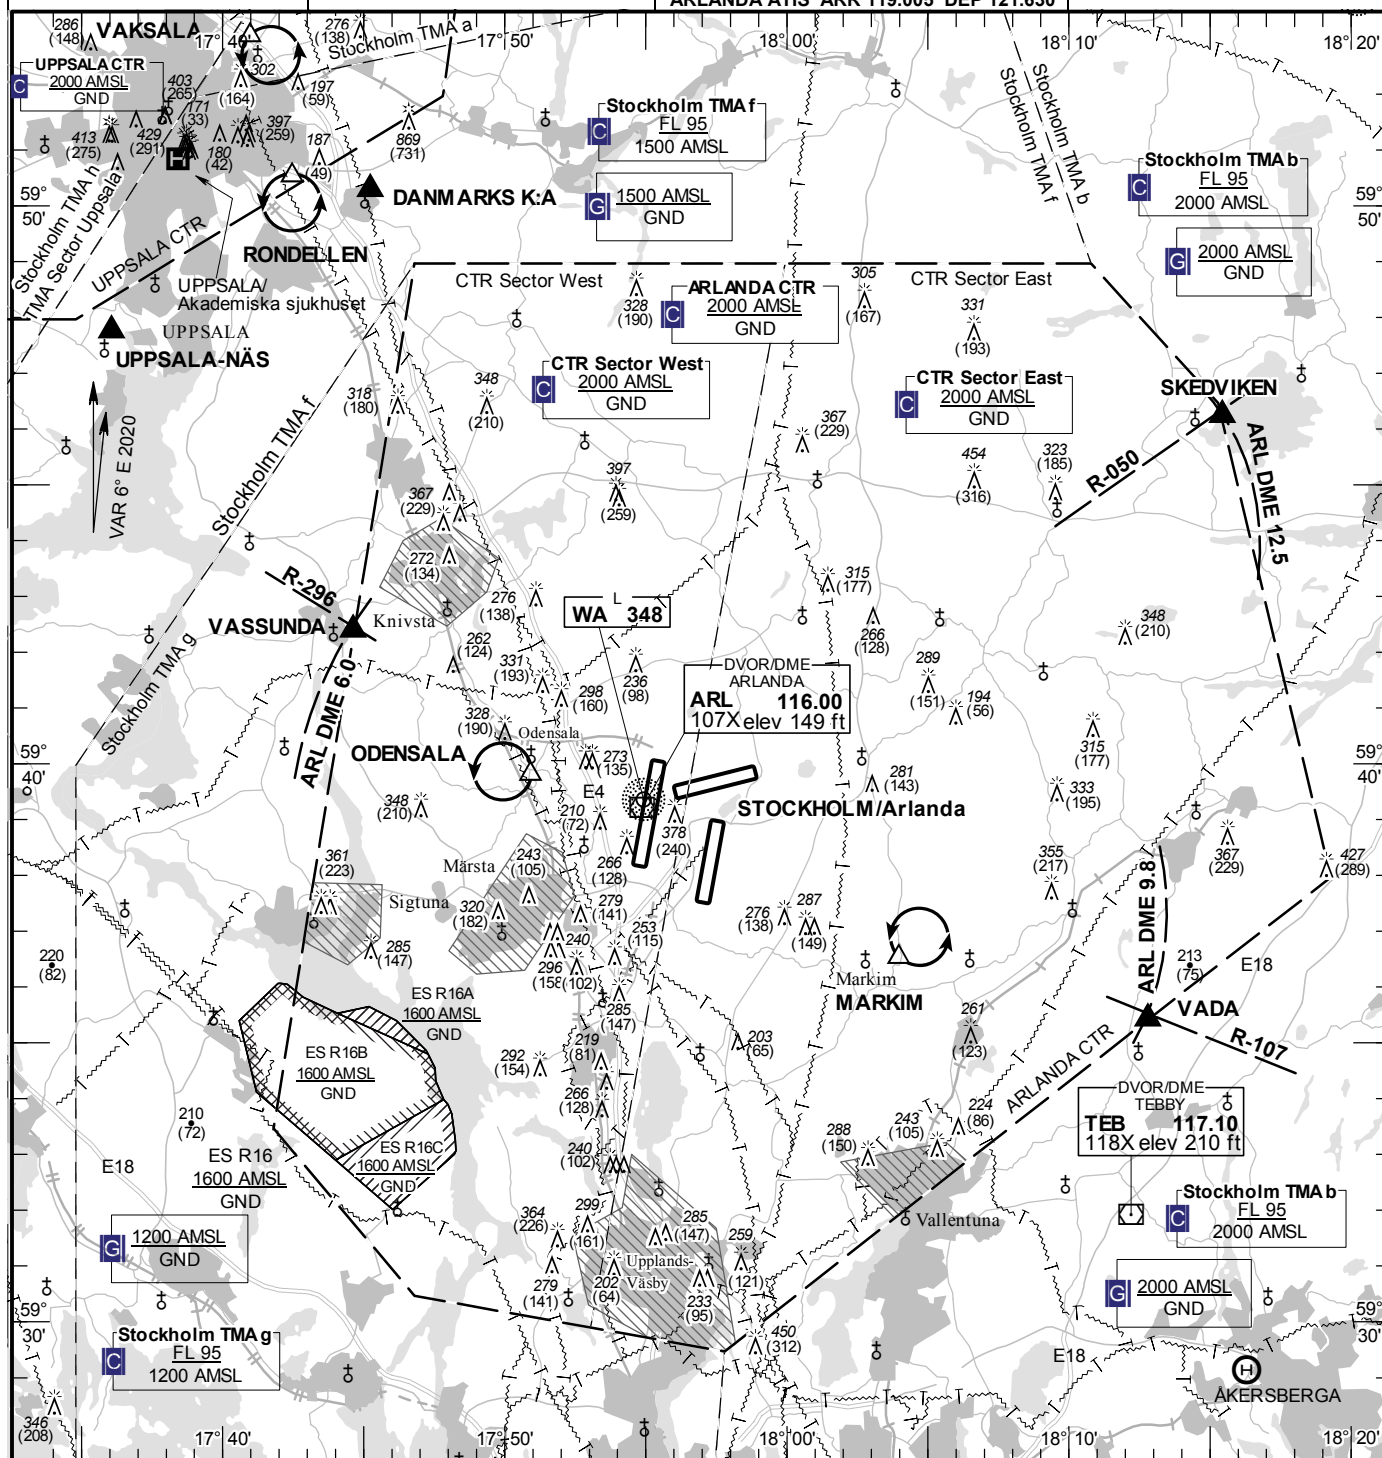 ARLANDA ATIS ARR 119.005 DEP 121.630
286
(148)
VAKSALA
17° 40'
276
(138)
Stockholm TMA a
17° 50'
18° 00'
18° 10'
18° 20'
UPPSALA CTR
C
2000 AMSL
GND
403
(265)
302
(164)
197
(59)
171
(33)
397
(259)
413
(275)
429
(291)
180
(42)
187
(49)
869
(731)
H
Stockholm TMA f
C
FL 95
1500 AMSL
G
1500 AMSL
GND
Stockholm TMA b
Stockholm TMA f
Stockholm TMA b
C
FL 95
2000 AMSL
G
2000 AMSL
GND
59°
50'
59°
50'
DANMARKS K:A
RONDELLEN
Stockholm TMA h
TMA Sector Uppsala
UPPSALA CTR
UPPSALA/
Akademiska sjukhuset
UPPSALA
UPPSALA-NÄS
VAR 6° E 2020
CTR Sector West
CTR Sector East
328
(190)
305
(167)
331
(193)
ARLANDA CTR
C
2000 AMSL
GND
CTR Sector West
C
2000 AMSL
GND
CTR Sector East
C
2000 AMSL
GND
SKEDVIKEN
318
(180)
348
(210)
367
(229)
454
(316)
323
(185)
R-050
ARL DME 12.5
Stockholm TMA f
397
(259)
367
(229)
272
(134)
R-296
VASSUNDA
Knivsta
276
(138)
L
WA 348
315
(177)
266
(128)
348
(210)
262
(124)
331
(193)
298
(160)
236
(98)
289
(151)
194
(56)
DVOR/DME
ARLANDA
ARL 116.00
107X elev 149 ft
Stockholm TMA g
ARL DME 6.0
328
(190)
Odensala
ODENSALA
273
(135)
315
(177)
59°
40'
59°
40'
E4
281
(143)
333
(195)
STOCKHOLM/Arlanda
348
(210)
210
(72)
378
(240)
266
(128)
367
(229)
427
(289)
361
(223)
Märsta
243
(105)
355
(217)
ARL DME 9.8
Sigtuna
320
(182)
279
(141)
276
(138)
287
(149)
285
(147)
240
(102)
253
(115)
296
(158)
220
(82)
Markim
MARKIM
213
(75)
E18
VADA
R-107
ES R16A
1600 AMSL
GND
285
(147)
261
(123)
203
(65)
219
(81)
ARLANDA CTR
ES R16B
1600 AMSL
GND
292
(154)
266
(128)
DVOR/DME
TEBBY
TEB 117.10
118X elev 210 ft
210
(72)
224
(86)
243
(105)
288
(150)
ES R16C
1600 AMSL
GND
240
(102)
E18
ES R16
1600 AMSL
GND
E18
Stockholm TMA b
C
FL 95
2000 AMSL
Vallentuna
364
(226)
299
(161)
285
(147)
259
(121)
G
1200 AMSL
GND
Upplands-
Väsby
202
(64)
279
(141)
233
(95)
G
2000 AMSL
GND
59°
30'
59°
30'
Stockholm TMA g
C
FL 95
1200 AMSL
450
(312)
E18
H
ÅKERSBERGA
346
(208)
17° 40'
17° 50'
18° 00'
18° 10'
18° 20'